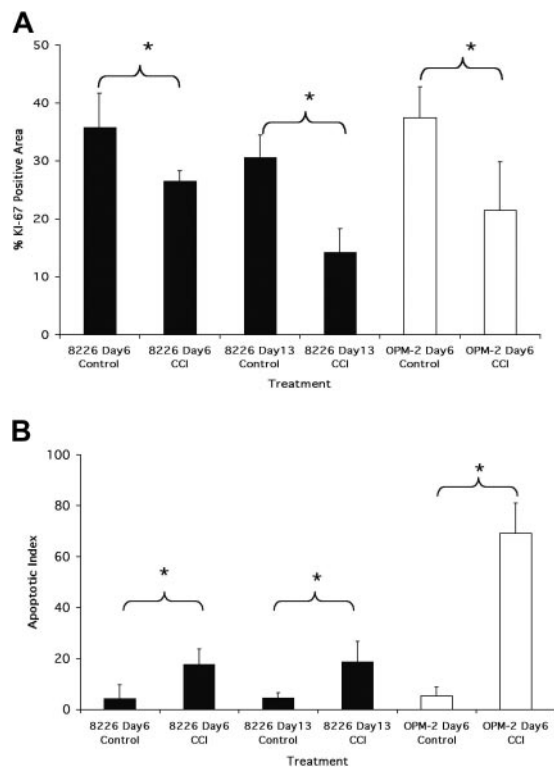 A
50
40
30
20
10
0
% KI-67 Positive Area
*
*
*
8226 Day6 Control
8226 Day6 CCI
8226 Day13 Control
8226 Day13 CCI
OPM-2 Day6 Control
OPM-2 Day6 CCI
Treatment
B
100
80
60
40
20
0
Apoptotic Index
*
*
*
8226 Day6 Control
8226 Day6 CCI
8226 Day13 Control
8226 Day13 CCI
OPM-2 Day6 Control
OPM-2 Day6 CCI
Treatment